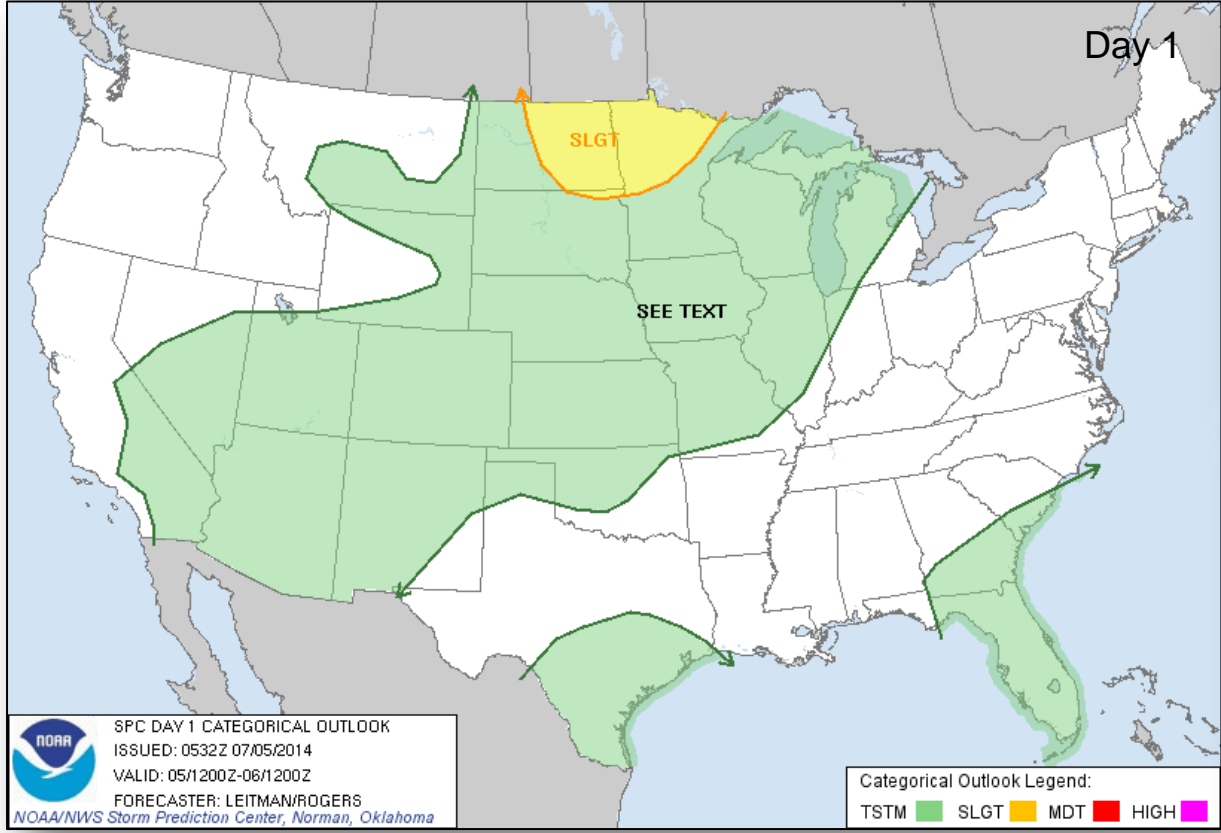 Day 1
SLGT
SEE TEXT
NOAA
SPC DAY 1 CATEGORICAL OUTLOOK
ISSUED: 0532Z 07/05/2014
VALID: 05/1200Z-06/1200Z
FORECASTER: LEITMAN/ROGERS
NOAA/NWS Storm Prediction Center, Norman, Oklahoma
Categorical Outlook Legend:
TSTM SLGT MDT HIGH